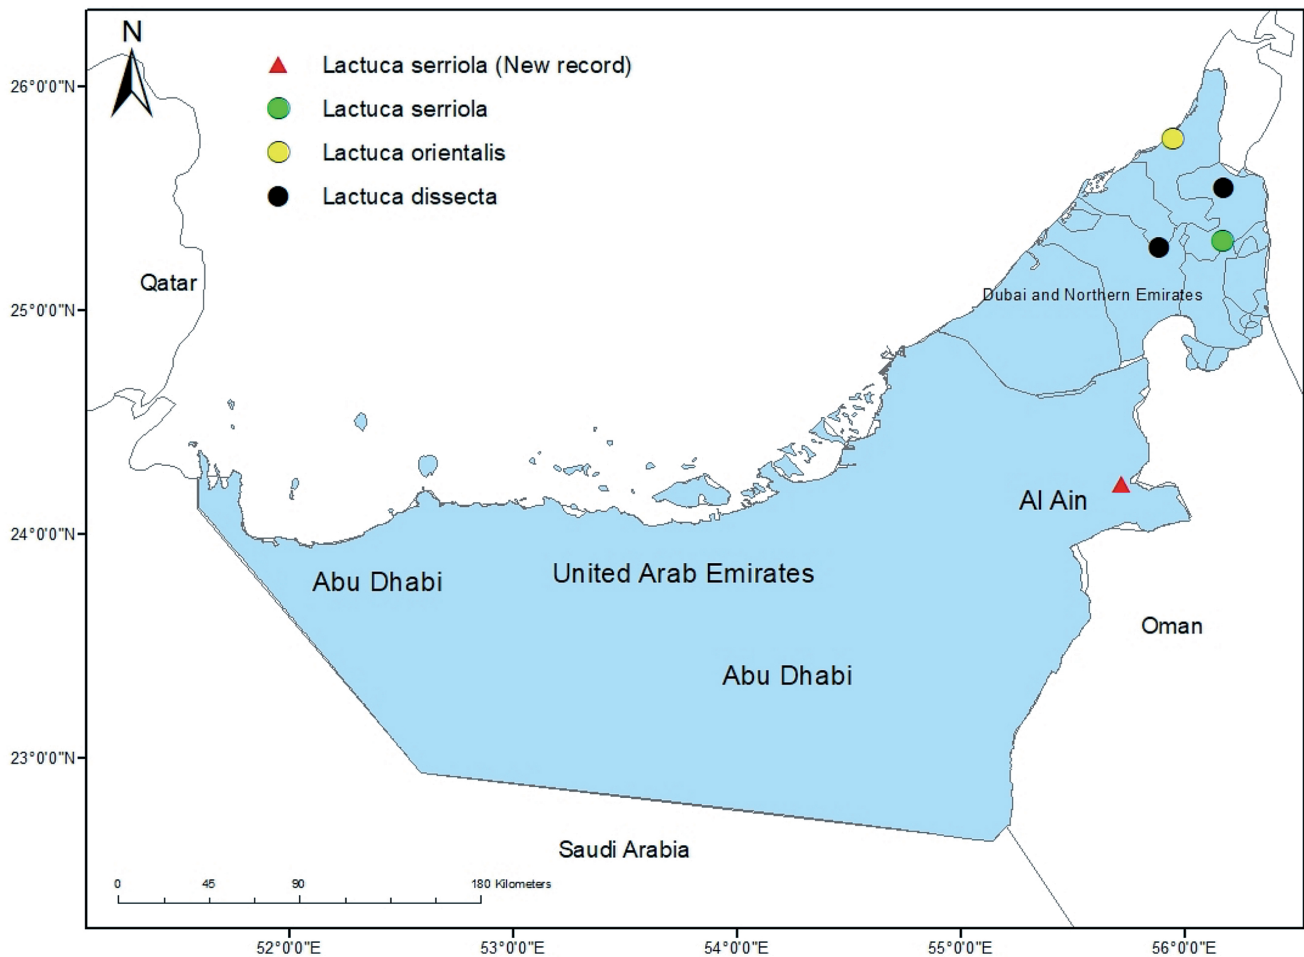 N
Lactuca serriola (New record)
Lactuca serriola
Lactuca orientalis
Lactuca dissecta
26°0'0"N
25°0'0"N
24°0'0"N
23°0'0"N
Qatar
Dubai and Northern Emirates
Al Ain
Abu Dhabi
United Arab Emirates
Oman
Abu Dhabi
Saudi Arabia
0 45 90 180 Kilometers
52°0'0"E 53°0'0"E 54°0'0"E 55°0'0"E 56°0'0"E